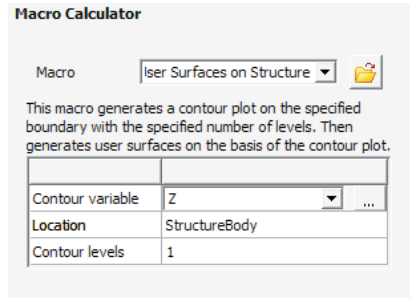 Macro Calculator
Macro
ser Surfaces on Structure
This macro generates a contour plot on the specified
boundary with the specified number of levels. Then
generates user surfaces on the basis of the contour plot.
Contour variable Z ...
Location StructureBody
Contour levels 1